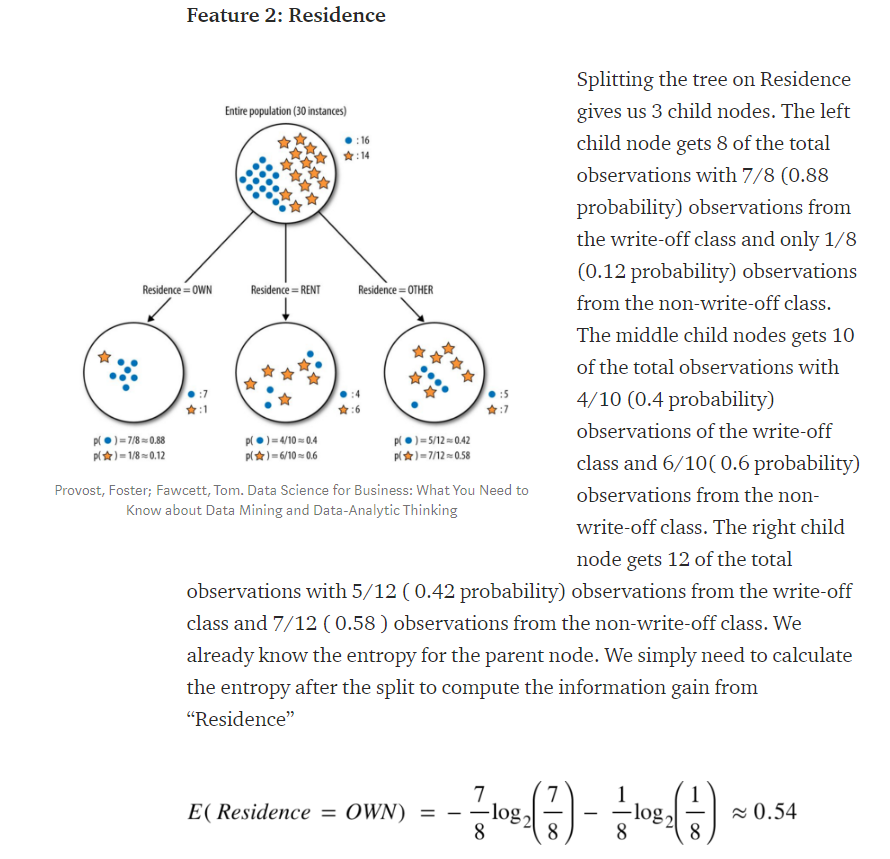 Feature 2: Residence
Entire population (30 instances)
● : 16
☆ : 14
Residence = OWN
Residence = RENT
Residence = OTHER
● : 7
☆ : 1
● : 4
☆ : 6
● : 5
☆ : 7
p( ● ) = 7/8 ≈ 0.88
p(☆) = 1/8 ≈ 0.12
p( ● ) = 4/10 = 0.4
p(☆) = 6/10 = 0.6
p( ● ) = 5/12 ≈ 0.42
p(☆) = 7/12 ≈ 0.58
Provost, Foster; Fawcett, Tom. Data Science for Business: What You Need to
Know about Data Mining and Data-Analytic Thinking
Splitting the tree on Residence
gives us 3 child nodes. The left
child node gets 8 of the total
observations with 7/8 (0.88
probability) observations from
the write-off class and only 1/8
(0.12 probability) observations
from the non-write-off class.
The middle child nodes gets 10
of the total observations with
4/10 (0.4 probability)
observations of the write-off
class and 6/10( 0.6 probability)
observations from the non-
write-off class. The right child
node gets 12 of the total
observations with 5/12 ( 0.42 probability) observations from the write-off
class and 7/12 ( 0.58 ) observations from the non-write-off class. We
already know the entropy for the parent node. We simply need to calculate
the entropy after the split to compute the information gain from
“Residence”
E( Residence = OWN) = − 7/8 log₂(7/8) − 1/8 log₂(1/8) ≈ 0.54